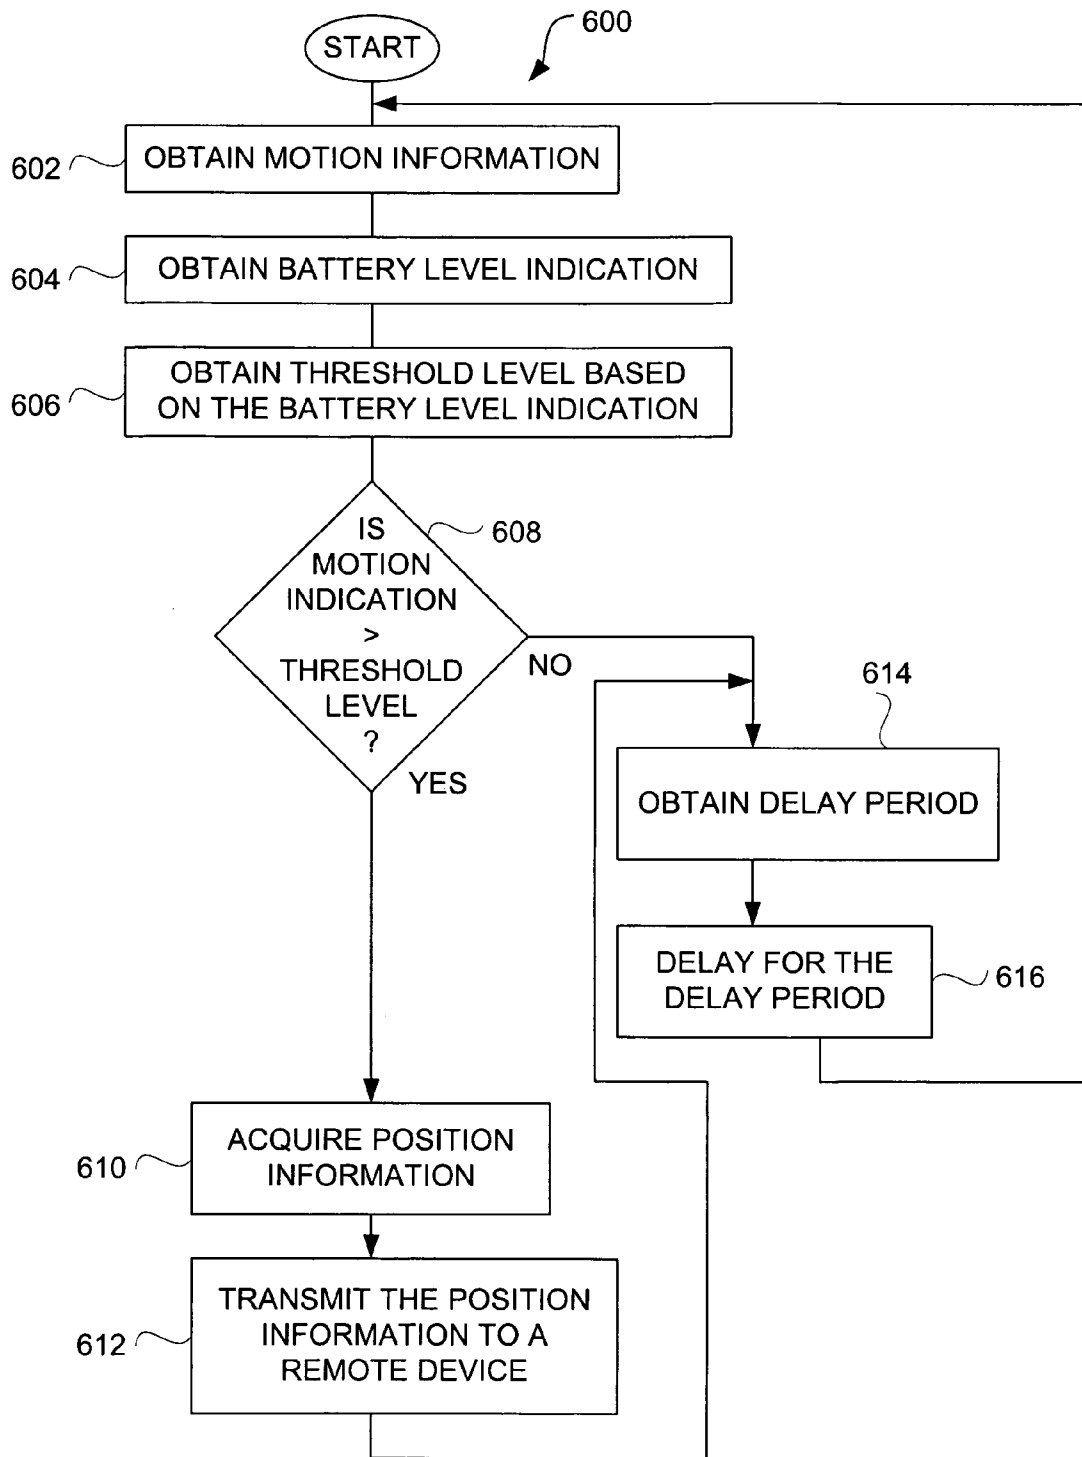 START
600
602
OBTAIN MOTION INFORMATION
604
OBTAIN BATTERY LEVEL INDICATION
606
OBTAIN THRESHOLD LEVEL BASED
ON THE BATTERY LEVEL INDICATION
608
IS
MOTION
INDICATION
>
THRESHOLD
LEVEL
?
NO
YES
614
OBTAIN DELAY PERIOD
DELAY FOR THE
DELAY PERIOD
616
610
ACQUIRE POSITION
INFORMATION
612
TRANSMIT THE POSITION
INFORMATION TO A
REMOTE DEVICE